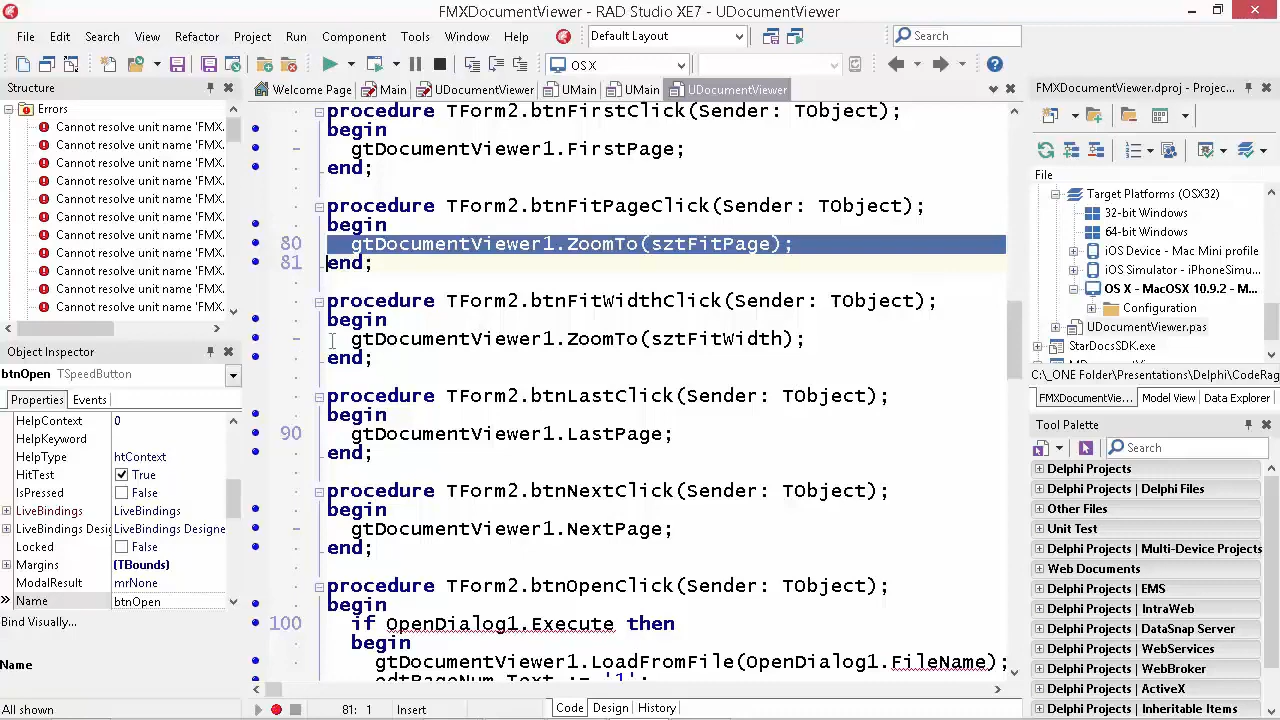 FMXDocumentViewer - RAD Studio XE7 - UDocumentViewer
File Edit Search View Refactor Project Run Component Tools Window Help
Default Layout
Search
OS X
Structure
Welcome Page Main UDocumentViewer UMain UMain UDocumentViewer
FMXDocumentViewer.dproj - Projec...
Errors
Cannot resolve unit name 'FMX.
Cannot resolve unit name 'FMX.
Cannot resolve unit name 'FMX.
Cannot resolve unit name 'FMX.
Cannot resolve unit name 'FMX.
Cannot resolve unit name 'FMX.
Cannot resolve unit name 'FMX.
Cannot resolve unit name 'FMX.
Cannot resolve unit name 'FMX.
Cannot resolve unit name 'FMX.
Cannot resolve unit name 'FMX.
Object Inspector
btnOpen TSpeedButton
Properties Events
HelpContext 0
HelpKeyword
HelpType htContext
HitTest True
IsPressed False
LiveBindings LiveBindings
LiveBindings Desig LiveBindings Designe
Locked False
Margins (TBounds)
ModalResult mrNone
Name btnOpen
Bind Visually...
Name
All shown
procedure TForm2.btnFirstClick(Sender: TObject);
begin
gtDocumentViewer1.FirstPage;
end;
procedure TForm2.btnFitPageClick(Sender: TObject);
begin
80 gtDocumentViewer1.ZoomTo(sztFitPage);
81 end;
procedure TForm2.btnFitWidthClick(Sender: TObject);
begin
gtDocumentViewer1.ZoomTo(sztFitWidth);
end;
procedure TForm2.btnLastClick(Sender: TObject);
begin
90 gtDocumentViewer1.LastPage;
end;
procedure TForm2.btnNextClick(Sender: TObject);
begin
gtDocumentViewer1.NextPage;
end;
procedure TForm2.btnOpenClick(Sender: TObject);
begin
100 if OpenDialog1.Execute then
begin
gtDocumentViewer1.LoadFromFile(OpenDialog1.FileName);
edtPageNum.Text := '1';
81: 1 Insert
Code Design History
File
Target Platforms (OSX32)
32-bit Windows
64-bit Windows
iOS Device - Mac Mini profile
iOS Simulator - iPhoneSimu...
OS X - MacOSX 10.9.2 - M...
Configuration
UDocumentViewer.pas
StarDocsSDK.exe
C:\_ONE Folder\Presentations\Delphi\CodeRag
FMXDocumentVie... Model View Data Explorer
Tool Palette
Search
Delphi Projects
Delphi Projects | Delphi Files
Other Files
Unit Test
Delphi Projects | Multi-Device Projects
Web Documents
Delphi Projects | EMS
Delphi Projects | IntraWeb
Delphi Projects | DataSnap Server
Delphi Projects | WebServices
Delphi Projects | WebBroker
Delphi Projects | ActiveX
Delphi Projects | Inheritable Items